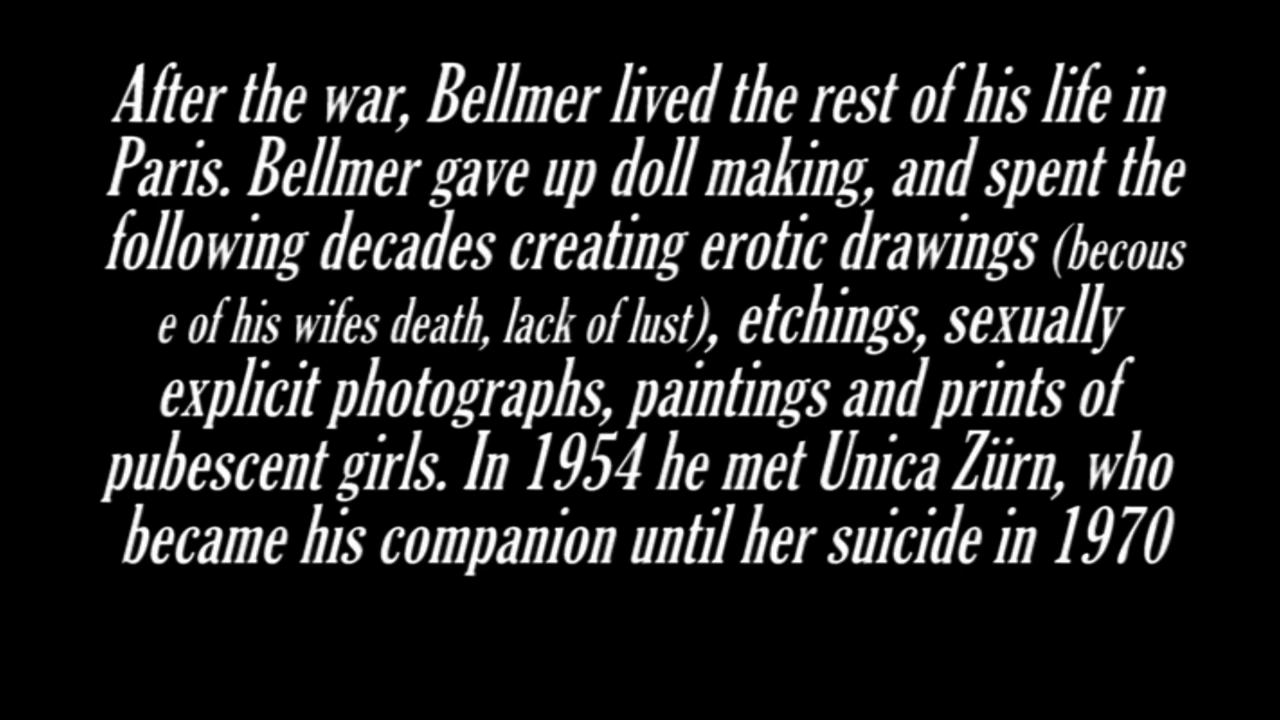 After the war, Bellmer lived the rest of his life in
Paris. Bellmer gave up doll making, and spent the
following decades creating erotic drawings (becous
e of his wifes death, lack of lust), etchings, sexually
explicit photographs, paintings and prints of
pubescent girls. In 1954 he met Unica Zürn, who
became his companion until her suicide in 1970